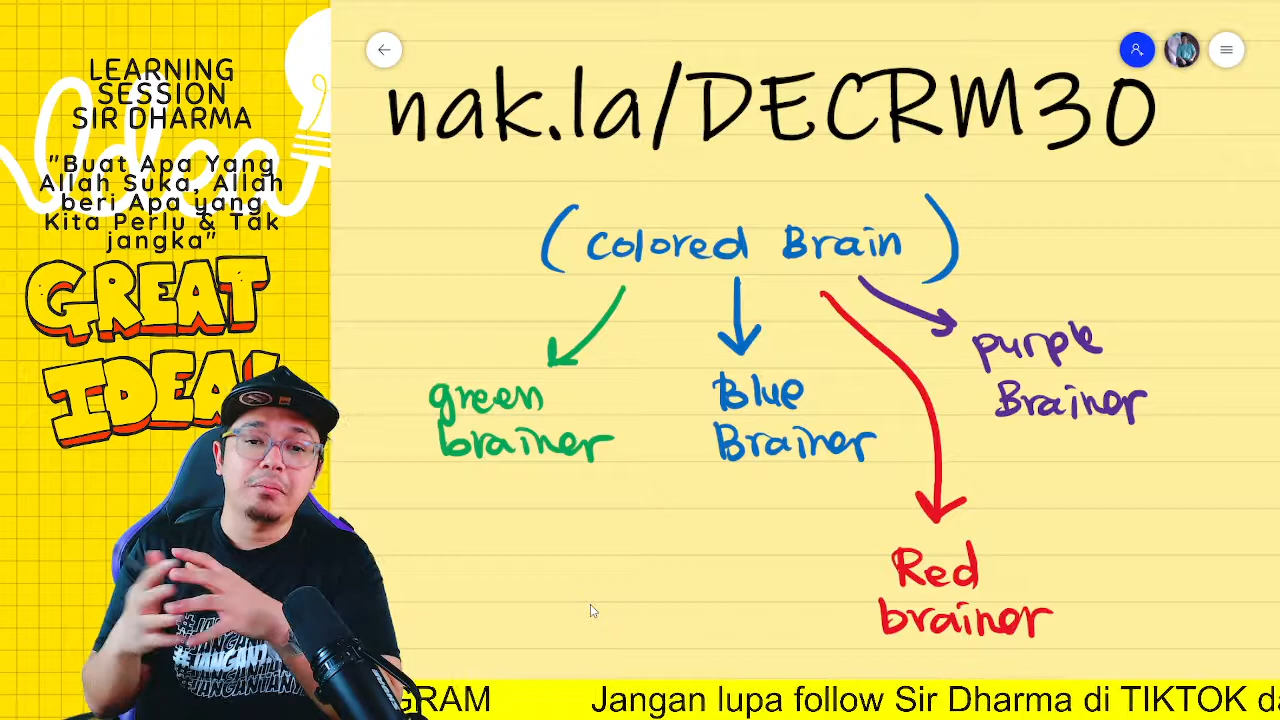 LEARNING
SESSION
SIR DHARMA
"Buat Apa Yang
Allah Suka, Allah
beri Apa yang
Kita Perlu & Tak
jangka"
GREAT
IDEA!
nak.la/DECRM30
(Colored Brain)
green
brainer
Blue
Brainer
Red
brainer
purple
Brainer
#JANGANTANYA
GRAM Jangan lupa follow Sir Dharma di TIKTOK da